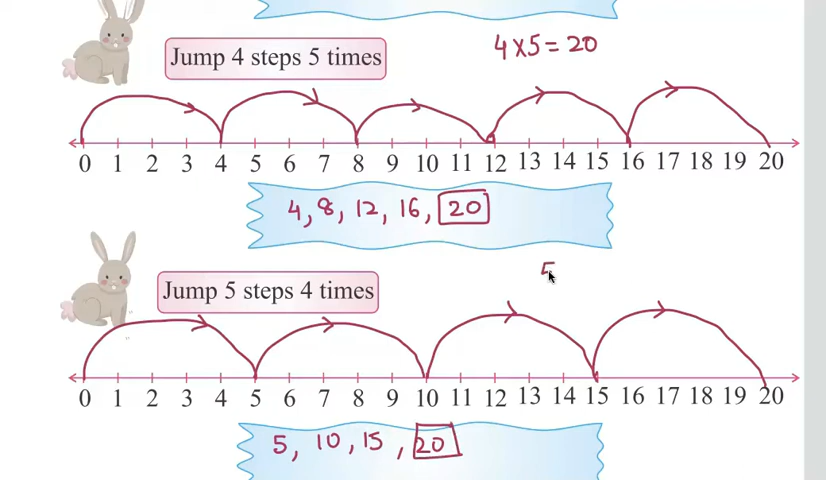 4×5=20
Jump 4 steps 5 times
0 1 2 3 4 5 6 7 8 9 10 11 12 13 14 15 16 17 18 19 20
4, 8, 12, 16, 20
5
Jump 5 steps 4 times
0 1 2 3 4 5 6 7 8 9 10 11 12 13 14 15 16 17 18 19 20
5, 10, 15, 20